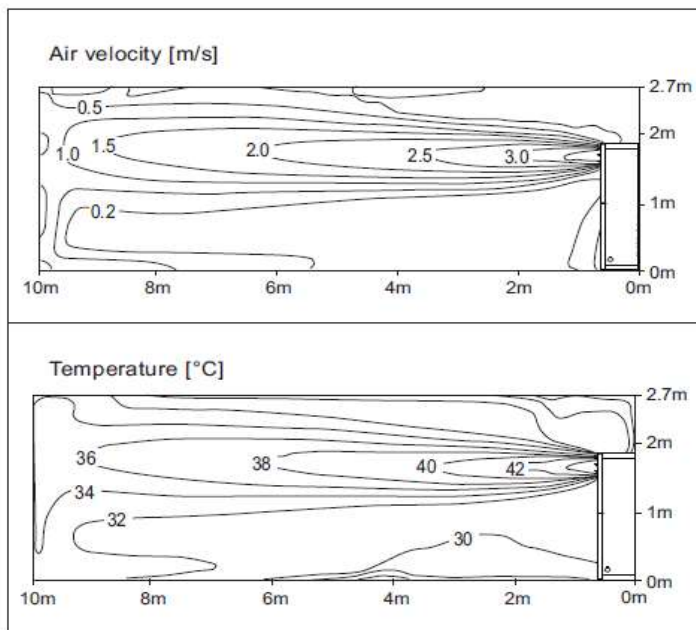 Air velocity [m/s]
2.7m
0.5
2m
1.0 1.5 2.0 2.5 3.0
0.2
1m
0m
10m 8m 6m 4m 2m 0m
Temperature [°C]
2.7m
2m
36 38 40 42
34
1m
32
30
0m
10m 8m 6m 4m 2m 0m